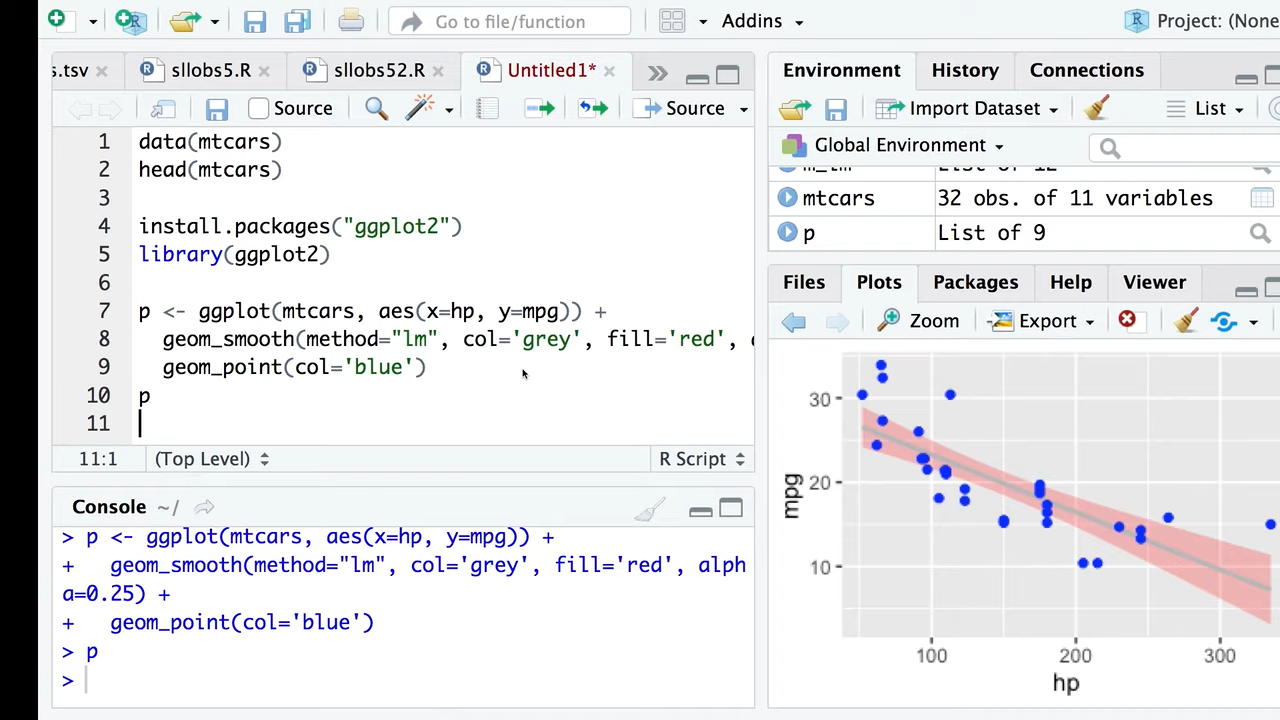 Go to file/function
Addins
Project: (None
s.tsv
sllobs5.R
sllobs52.R
Untitled1*
Source
Source
1 data(mtcars)
2 head(mtcars)
3
4 install.packages("ggplot2")
5 library(ggplot2)
6
7 p <- ggplot(mtcars, aes(x=hp, y=mpg)) +
8 geom_smooth(method="lm", col='grey', fill='red',
9 geom_point(col='blue')
10 p
11
11:1 (Top Level) R Script
Console ~/
> p <- ggplot(mtcars, aes(x=hp, y=mpg)) +
+ geom_smooth(method="lm", col='grey', fill='red', alph
a=0.25) +
+ geom_point(col='blue')
> p
>
Environment History Connections
Import Dataset List
Global Environment
m_lm List of 12
mtcars 32 obs. of 11 variables
p List of 9
Files Plots Packages Help Viewer
Zoom Export
30
20
10
mpg
100 200 300
hp